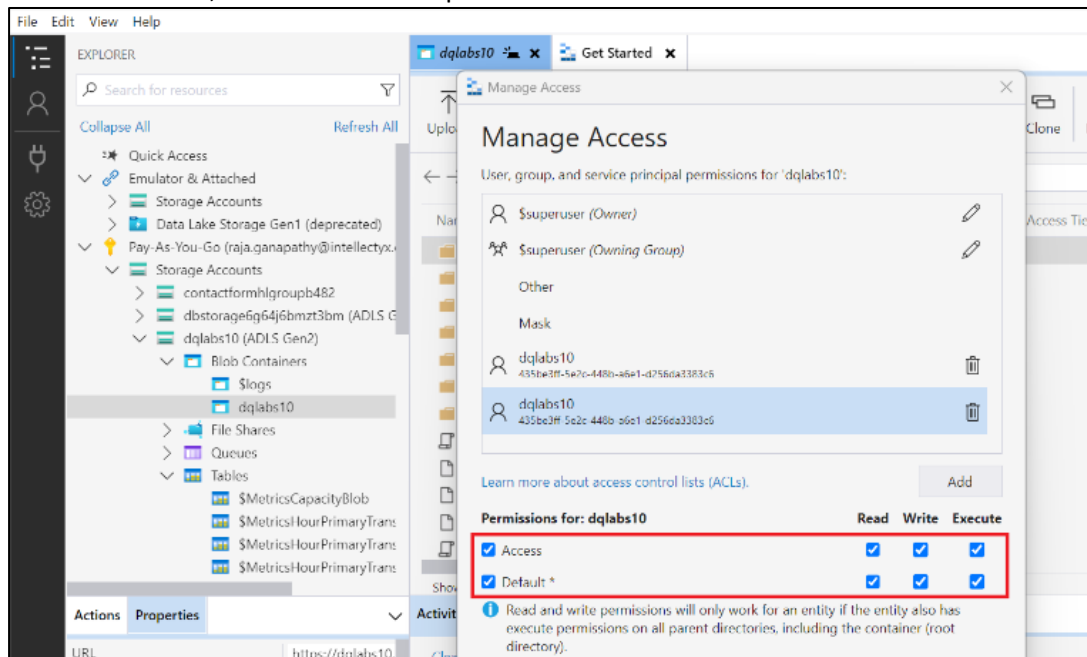 File Edit View Help
EXPLORER
Search for resources
Collapse All Refresh All
Quick Access
Emulator & Attached
Storage Accounts
Data Lake Storage Gen1 (deprecated)
Pay-As-You-Go (raja.ganapathy@intellectyx.
Storage Accounts
contactformhlgroupb482
dbstorage6g64j6bmzt3bm (ADLS G
dqlabs10 (ADLS Gen2)
Blob Containers
$logs
dqlabs10
File Shares
Queues
Tables
$MetricsCapacityBlob
$MetricsHourPrimaryTrans
$MetricsHourPrimaryTrans
$MetricsHourPrimaryTrans
Actions Properties
URL https://dqlabs10.
dqlabs10 Get Started
Uplo Clone
Nar Access Tie
Show
Activit
Manage Access
Manage Access
User, group, and service principal permissions for 'dqlabs10':
$superuser (Owner)
$superuser (Owning Group)
Other
Mask
dqlabs10
435be3ff-5e2c-448b-a6e1-d256da3383c6
dqlabs10
435be3ff-5e2c-448b-a6e1-d256da3383c6
Learn more about access control lists (ACLs). Add
Permissions for: dqlabs10 Read Write Execute
Access
Default *
Read and write permissions will only work for an entity if the entity also has
execute permissions on all parent directories, including the container (root
directory).